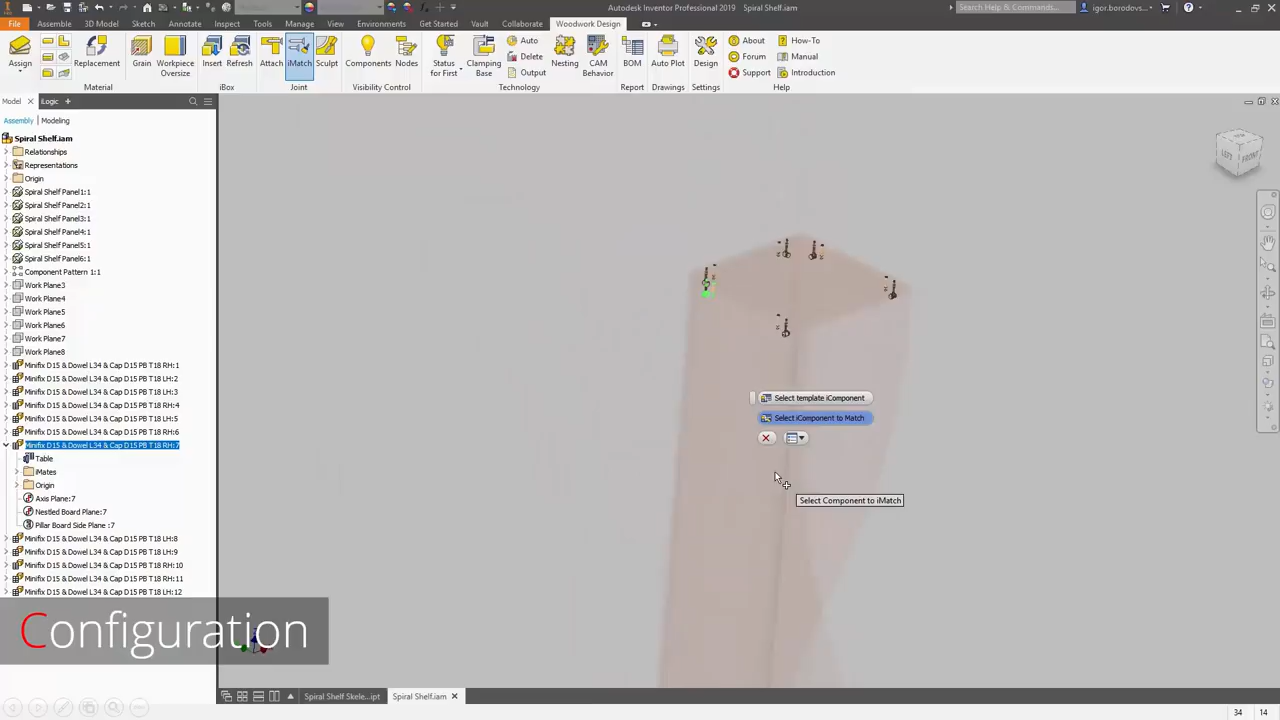 Autodesk Inventor Professional 2019 Spiral Shelf.iam
Search Help & Commands...
igor.borodovs...
File Assemble 3D Model Sketch Annotate Inspect Tools Manage View Environments Get Started Vault Collaborate Woodwork Design
Assign Replacement Grain Workpiece Oversize Insert Refresh Attach iMatch Sculpt Components Nodes Status for First Clamping Base Auto Delete Output Nesting CAM Behavior BOM Auto Plot Design About Forum Support How-To Manual Introduction
Material iBox Joint Visibility Control Technology Report Drawings Settings Help
Model iLogic
Assembly Modeling
Spiral Shelf.iam
Relationships
Representations
Origin
Spiral Shelf Panel1:1
Spiral Shelf Panel2:1
Spiral Shelf Panel3:1
Spiral Shelf Panel4:1
Spiral Shelf Panel5:1
Spiral Shelf Panel6:1
Component Pattern 1:1
Work Plane3
Work Plane4
Work Plane5
Work Plane6
Work Plane7
Work Plane8
Minifix D15 & Dowel L34 & Cap D15 PB T18 RH:1
Minifix D15 & Dowel L34 & Cap D15 PB T18 LH:2
Minifix D15 & Dowel L34 & Cap D15 PB T18 LH:3
Minifix D15 & Dowel L34 & Cap D15 PB T18 RH:4
Minifix D15 & Dowel L34 & Cap D15 PB T18 LH:5
Minifix D15 & Dowel L34 & Cap D15 PB T18 RH:6
Minifix D15 & Dowel L34 & Cap D15 PB T18 RH:7
Table
iMates
Origin
Axis Plane:7
Nestled Board Plane:7
Pillar Board Side Plane :7
Minifix D15 & Dowel L34 & Cap D15 PB T18 LH:8
Minifix D15 & Dowel L34 & Cap D15 PB T18 LH:9
Minifix D15 & Dowel L34 & Cap D15 PB T18 RH:10
Minifix D15 & Dowel L34 & Cap D15 PB T18 RH:11
Minifix D15 & Dowel L34 & Cap D15 PB T18 LH:12
LEFT FRONT
Select template iComponent
Select iComponent to Match
Select Component to iMatch
Configuration
Spiral Shelf Skele...ipt Spiral Shelf.iam
34 14